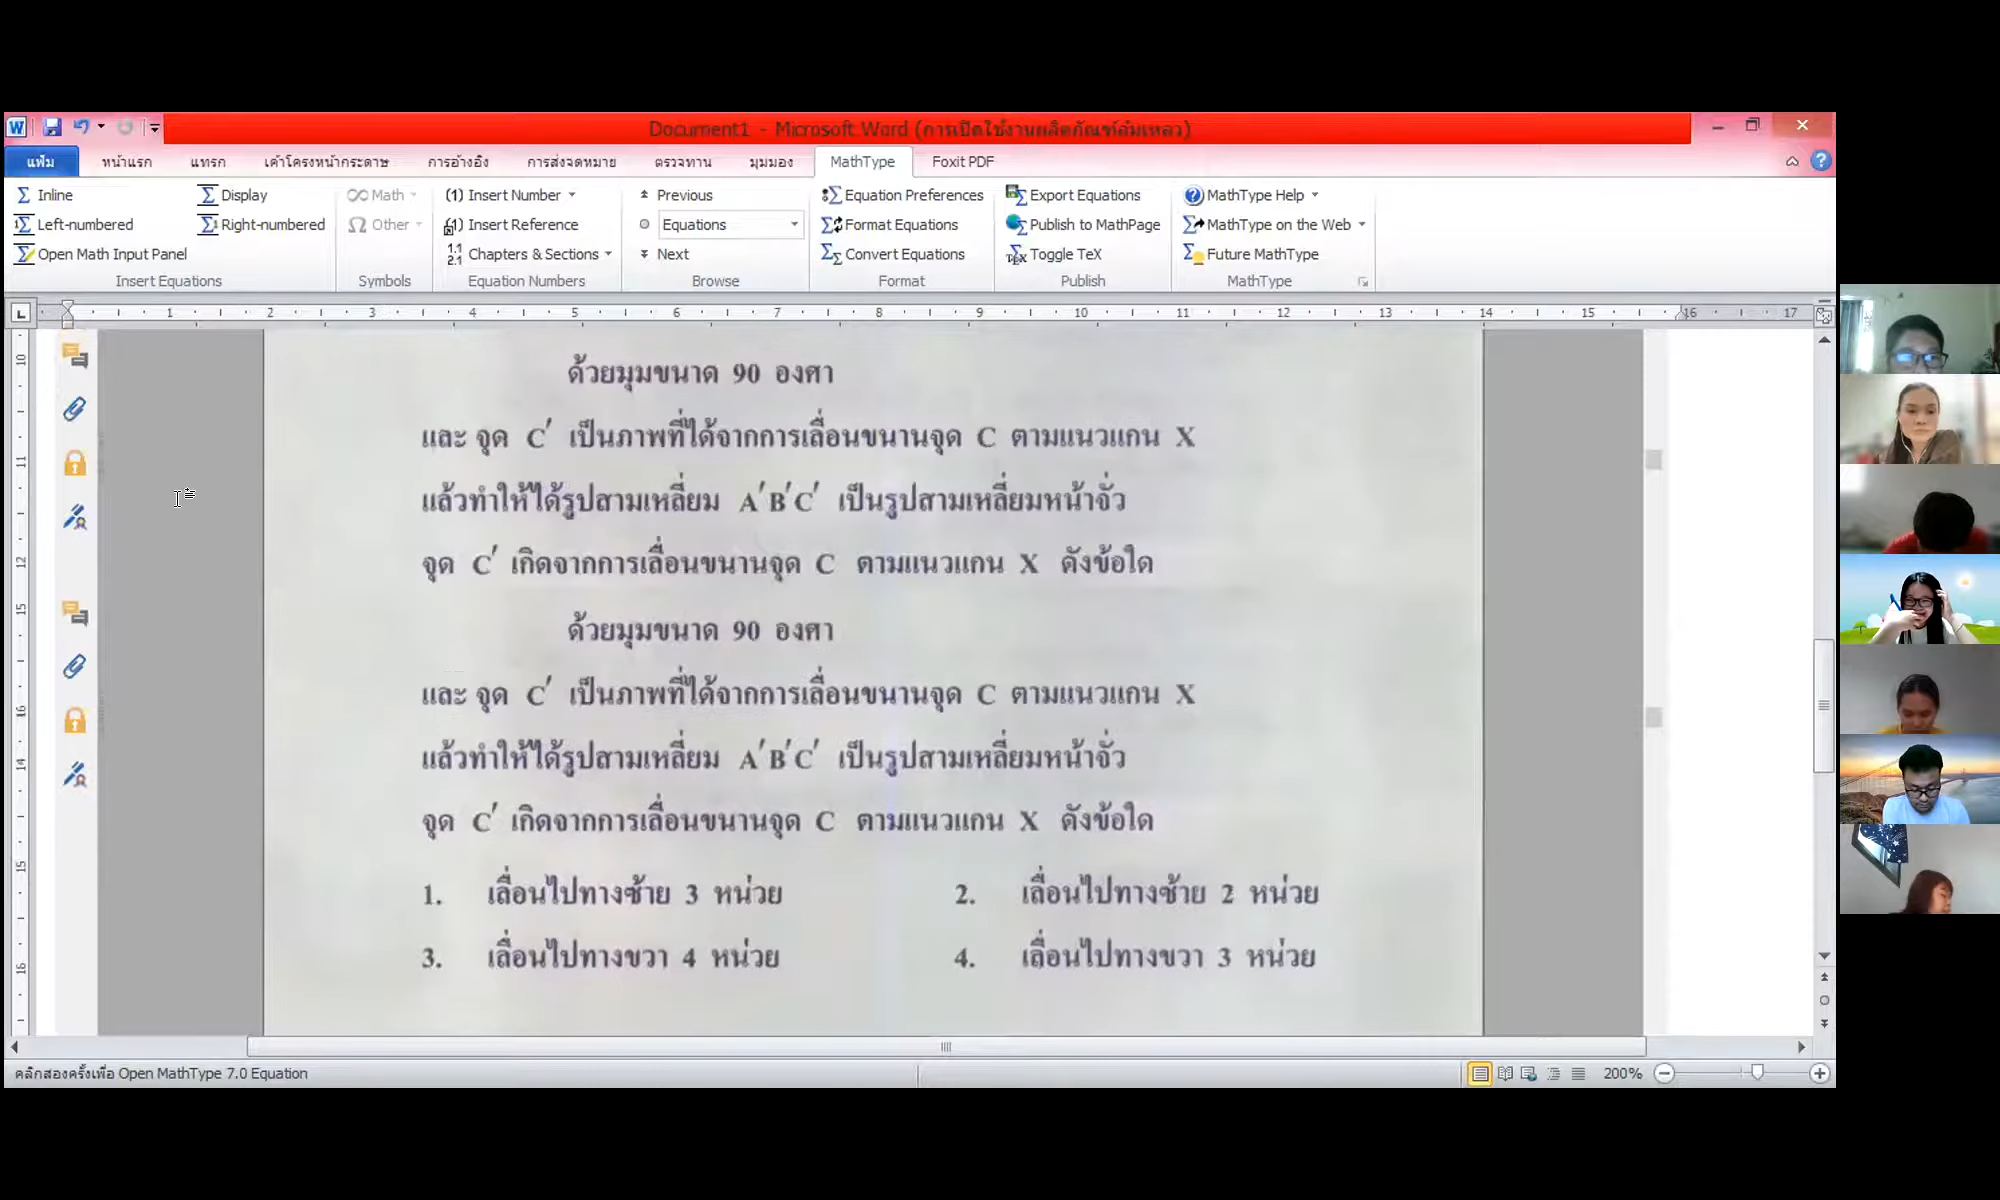 Document1 - Microsoft Word (การเปิดใช้งานผลิตภัณฑ์ล้มเหลว)
แฟ้ม หน้าแรก แทรก เค้าโครงหน้ากระดาษ การอ้างอิง การส่งจดหมาย ตรวจทาน มุมมอง MathType Foxit PDF
Inline Display Math (1) Insert Number Previous Equation Preferences Export Equations MathType Help
Left-numbered Right-numbered Other Insert Reference Equations Format Equations Publish to MathPage MathType on the Web
Open Math Input Panel Chapters & Sections Next Convert Equations Toggle TeX Future MathType
Insert Equations Symbols Equation Numbers Browse Format Publish MathType
1 2 3 4 5 6 7 8 9 10 11 12 13 14 15 16 17
ด้วยมุมขนาด 90 องศา
และ จุด C′ เป็นภาพที่ได้จากการเลื่อนขนานจุด C ตามแนวแกน X
แล้วทำให้ได้รูปสามเหลี่ยม A′B′C′ เป็นรูปสามเหลี่ยมหน้าจั่ว
จุด C′ เกิดจากการเลื่อนขนานจุด C ตามแนวแกน X ดังข้อใด
ด้วยมุมขนาด 90 องศา
และ จุด C′ เป็นภาพที่ได้จากการเลื่อนขนานจุด C ตามแนวแกน X
แล้วทำให้ได้รูปสามเหลี่ยม A′B′C′ เป็นรูปสามเหลี่ยมหน้าจั่ว
จุด C′ เกิดจากการเลื่อนขนานจุด C ตามแนวแกน X ดังข้อใด
1. เลื่อนไปทางซ้าย 3 หน่วย 2. เลื่อนไปทางซ้าย 2 หน่วย
3. เลื่อนไปทางขวา 4 หน่วย 4. เลื่อนไปทางขวา 3 หน่วย
คลิกสองครั้งเพื่อ Open MathType 7.0 Equation 200%